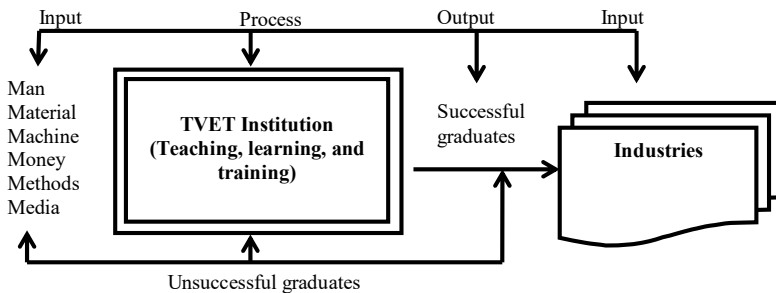 Input
Process
Output
Input
Man
Material
Machine
Money
Methods
Media
TVET Institution
(Teaching, learning, and
training)
Successful
graduates
Industries
Unsuccessful graduates